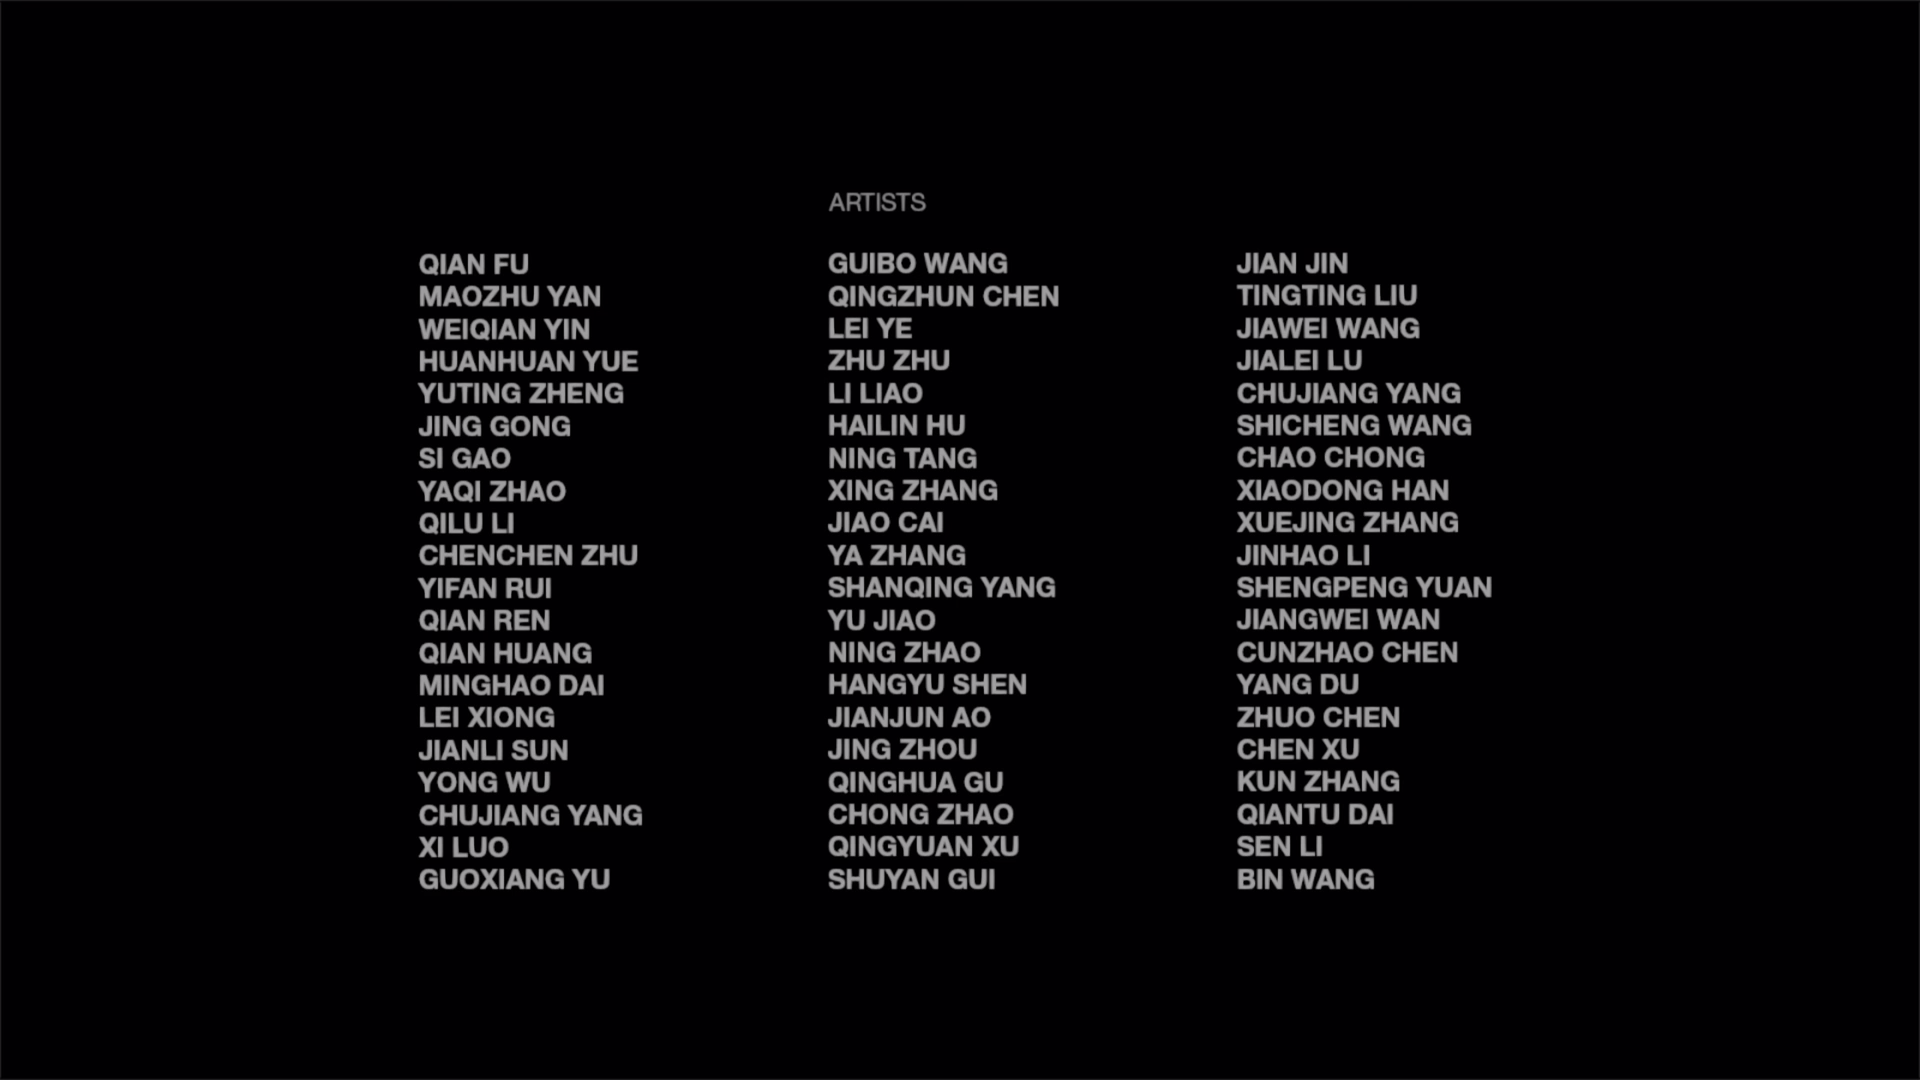 ARTISTS
QIAN FU
MAOZHU YAN
WEIQIAN YIN
HUANHUAN YUE
YUTING ZHENG
JING GONG
SI GAO
YAQI ZHAO
QILU LI
CHENCHEN ZHU
YIFAN RUI
QIAN REN
QIAN HUANG
MINGHAO DAI
LEI XIONG
JIANLI SUN
YONG WU
CHUJIANG YANG
XI LUO
GUOXIANG YU
GUIBO WANG
QINGZHUN CHEN
LEI YE
ZHU ZHU
LI LIAO
HAILIN HU
NING TANG
XING ZHANG
JIAO CAI
YA ZHANG
SHANQING YANG
YU JIAO
NING ZHAO
HANGYU SHEN
JIANJUN AO
JING ZHOU
QINGHUA GU
CHONG ZHAO
QINGYUAN XU
SHUYAN GUI
JIAN JIN
TINGTING LIU
JIAWEI WANG
JIALEI LU
CHUJIANG YANG
SHICHENG WANG
CHAO CHONG
XIAODONG HAN
XUEJING ZHANG
JINHAO LI
SHENGPENG YUAN
JIANGWEI WAN
CUNZHAO CHEN
YANG DU
ZHUO CHEN
CHEN XU
KUN ZHANG
QIANTU DAI
SEN LI
BIN WANG